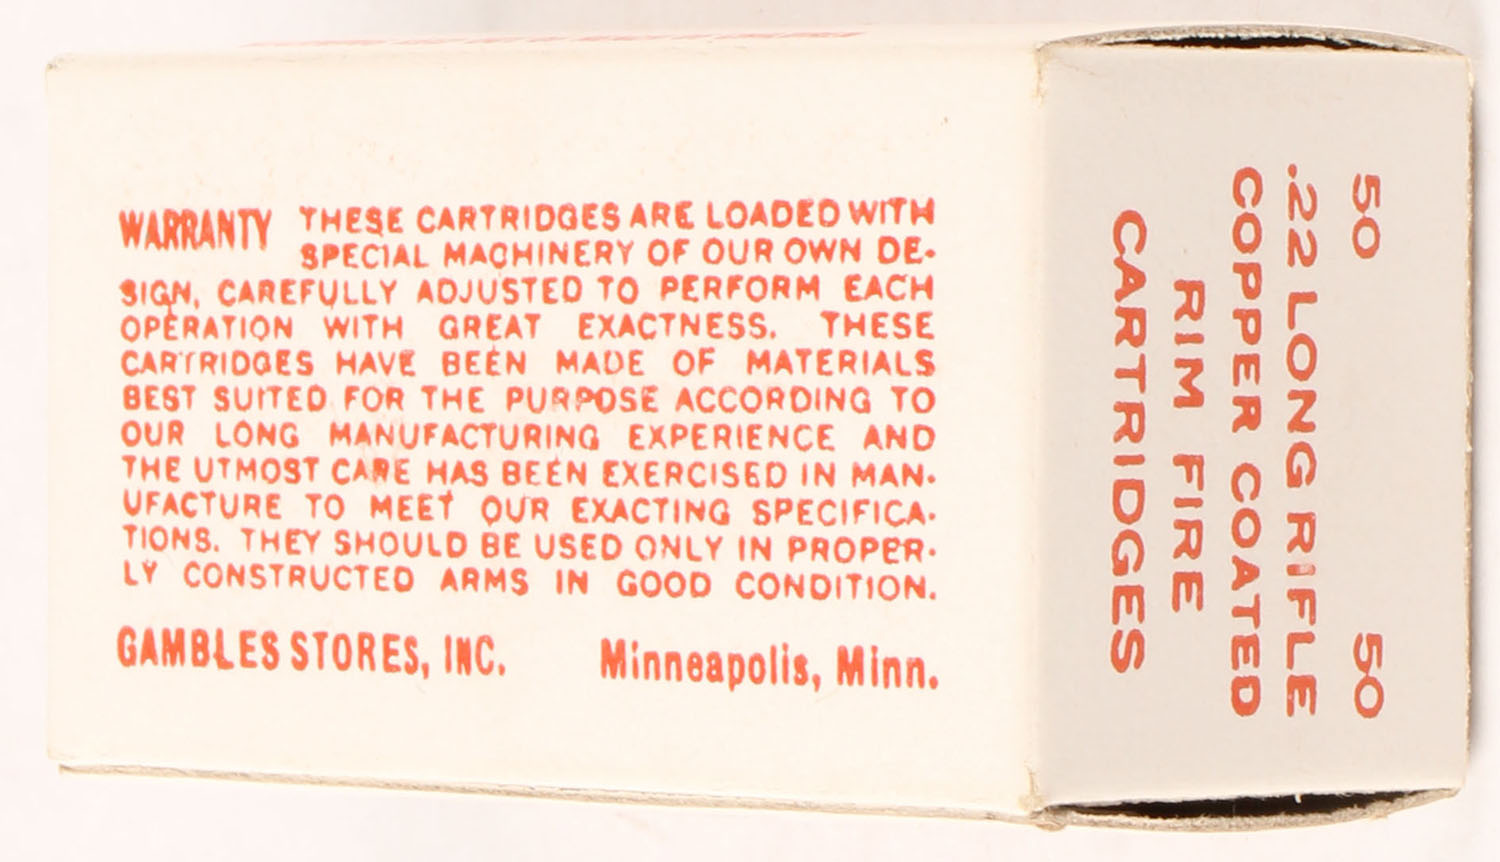 WARRANTY THESE CARTRIDGES ARE LOADED WITH
SPECIAL MACHINERY OF OUR OWN DE-
SIGN, CAREFULLY ADJUSTED TO PERFORM EACH
OPERATION WITH GREAT EXACTNESS. THESE
CARTRIDGES HAVE BEEN MADE OF MATERIALS
BEST SUITED FOR THE PURPOSE ACCORDING TO
OUR LONG MANUFACTURING EXPERIENCE AND
THE UTMOST CARE HAS BEEN EXERCISED IN MAN-
UFACTURE TO MEET OUR EXACTING SPECIFICA-
TIONS. THEY SHOULD BE USED ONLY IN PROPER-
LY CONSTRUCTED ARMS IN GOOD CONDITION.
GAMBLES STORES, INC. Minneapolis, Minn.
50 50
.22 LONG RIFLE
COPPER COATED
RIM FIRE
CARTRIDGES